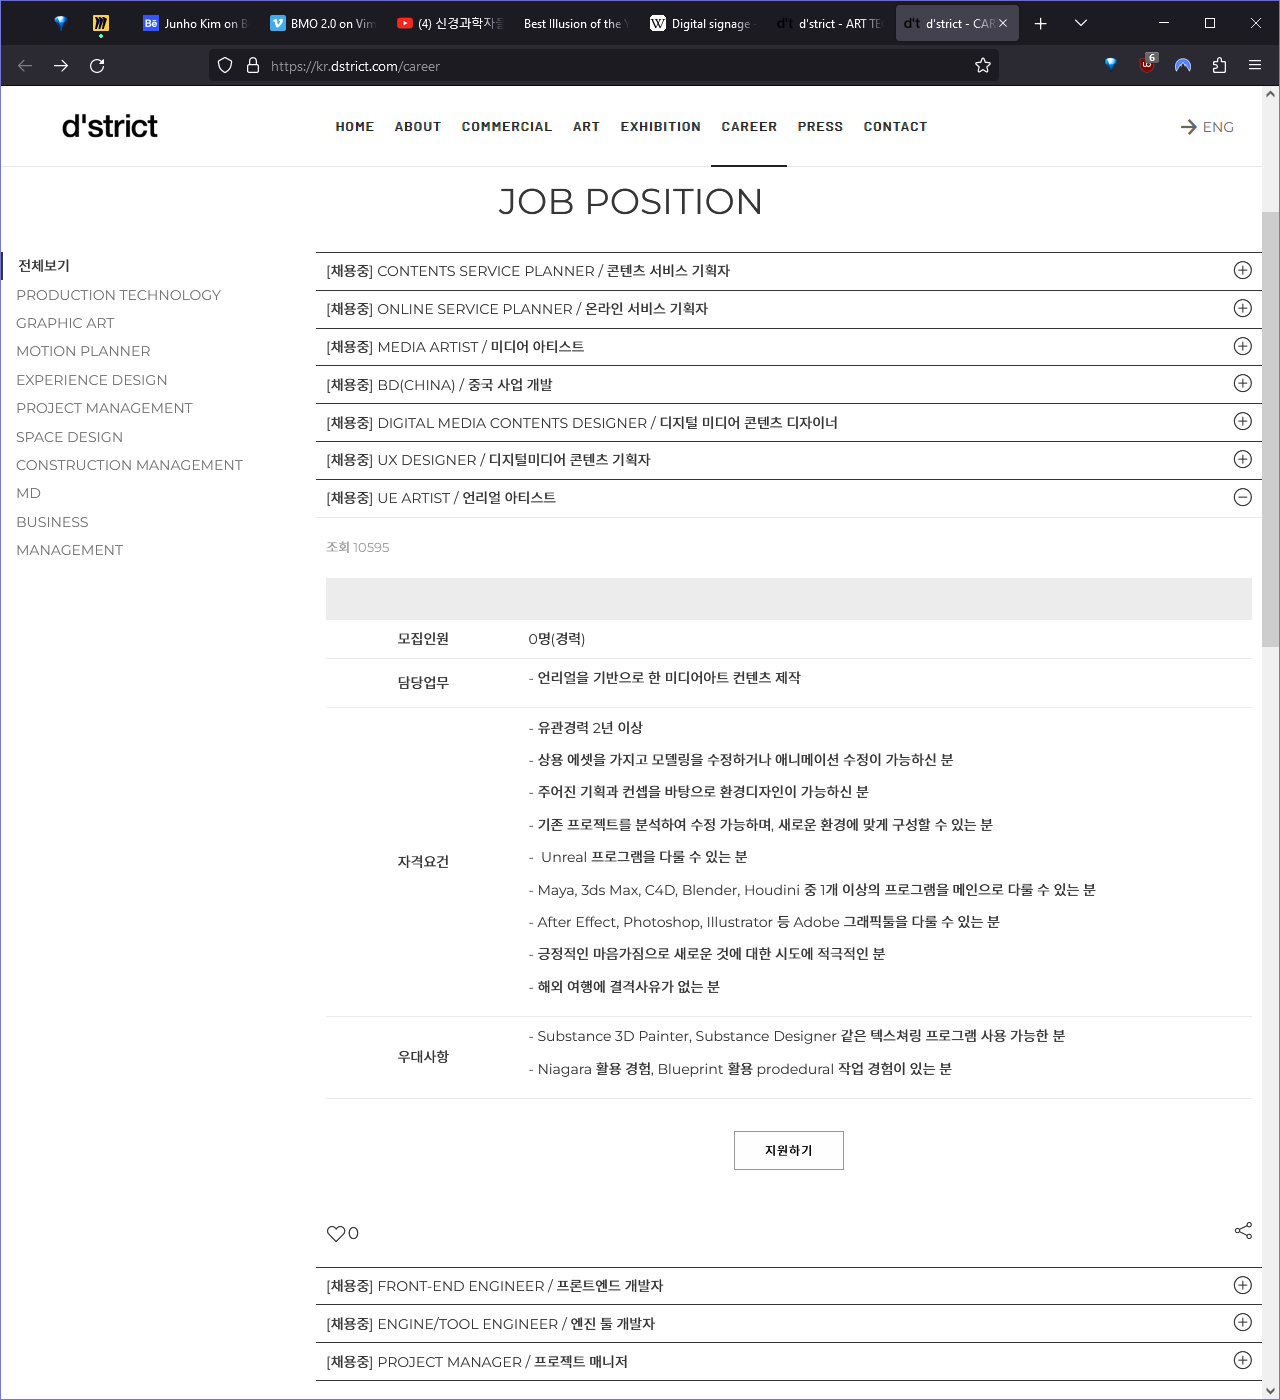 Junho Kim on B
BMO 2.0 on Vim
(4) 신경과학자들
Best Illusion of the Y
Digital signage -
d'strict - ART TE
d'strict - CAR
https://kr.dstrict.com/career
6
d'strict
HOME ABOUT COMMERCIAL ART EXHIBITION CAREER PRESS CONTACT
ENG
JOB POSITION
전체보기
PRODUCTION TECHNOLOGY
GRAPHIC ART
MOTION PLANNER
EXPERIENCE DESIGN
PROJECT MANAGEMENT
SPACE DESIGN
CONSTRUCTION MANAGEMENT
MD
BUSINESS
MANAGEMENT
[채용중] CONTENTS SERVICE PLANNER / 콘텐츠 서비스 기획자
[채용중] ONLINE SERVICE PLANNER / 온라인 서비스 기획자
[채용중] MEDIA ARTIST / 미디어 아티스트
[채용중] BD(CHINA) / 중국 사업 개발
[채용중] DIGITAL MEDIA CONTENTS DESIGNER / 디지털 미디어 콘텐츠 디자이너
[채용중] UX DESIGNER / 디지털미디어 콘텐츠 기획자
[채용중] UE ARTIST / 언리얼 아티스트
조회 10595
모집인원 0명(경력)
담당업무 - 언리얼을 기반으로 한 미디어아트 컨텐츠 제작
자격요건
- 유관경력 2년 이상
- 상용 에셋을 가지고 모델링을 수정하거나 애니메이션 수정이 가능하신 분
- 주어진 기획과 컨셉을 바탕으로 환경디자인이 가능하신 분
- 기존 프로젝트를 분석하여 수정 가능하며, 새로운 환경에 맞게 구성할 수 있는 분
- Unreal 프로그램을 다룰 수 있는 분
- Maya, 3ds Max, C4D, Blender, Houdini 중 1개 이상의 프로그램을 메인으로 다룰 수 있는 분
- After Effect, Photoshop, Illustrator 등 Adobe 그래픽툴을 다룰 수 있는 분
- 긍정적인 마음가짐으로 새로운 것에 대한 시도에 적극적인 분
- 해외 여행에 결격사유가 없는 분
우대사항
- Substance 3D Painter, Substance Designer 같은 텍스쳐링 프로그램 사용 가능한 분
- Niagara 활용 경험, Blueprint 활용 prodedural 작업 경험이 있는 분
지원하기
0
[채용중] FRONT-END ENGINEER / 프론트엔드 개발자
[채용중] ENGINE/TOOL ENGINEER / 엔진 툴 개발자
[채용중] PROJECT MANAGER / 프로젝트 매니저